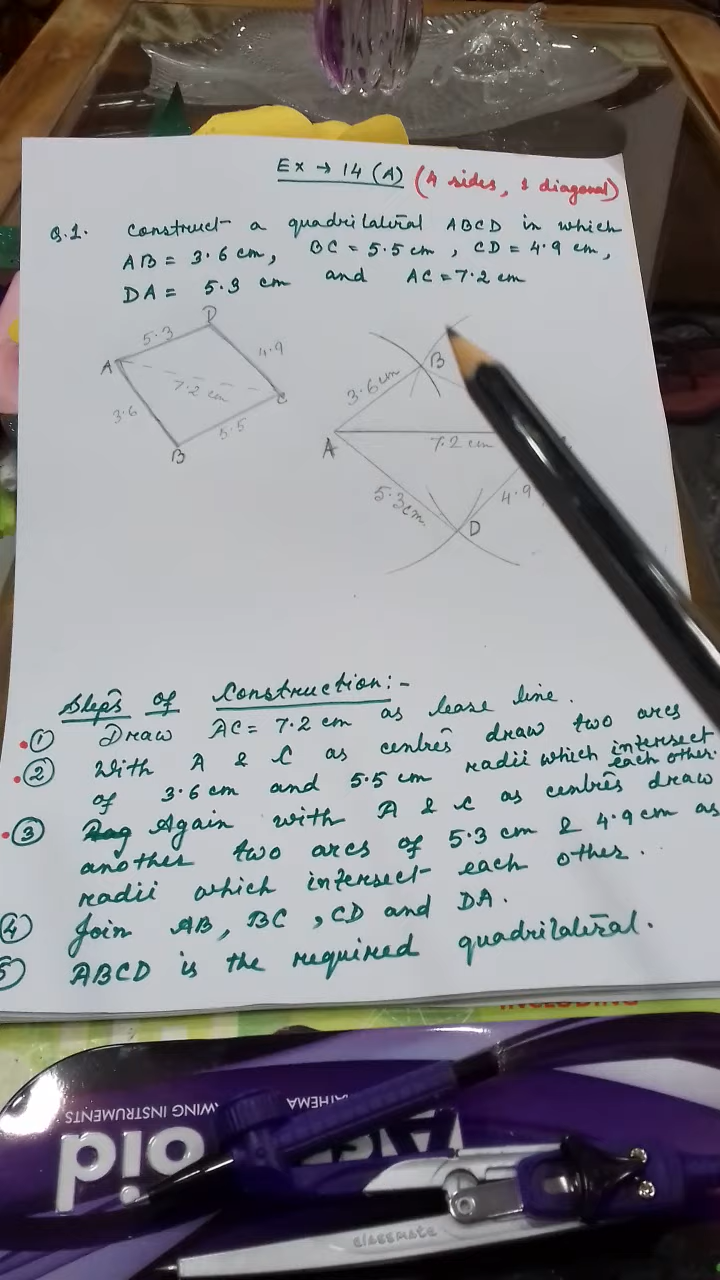 Ex → 14 (A) (4 sides, 1 diagonal)
Q.1. Construct a quadrilateral ABCD in which
AB = 3.6 cm, BC = 5.5 cm, CD = 4.9 cm,
DA = 5.3 cm and AC = 7.2 cm
D
5.3
4.9
A
7.2 cm
C
3.6
5.5
B
B
3.6 cm
A
7.2 cm
5.3 cm
4.9
D
Steps of Construction:-
① Draw AC = 7.2 cm as base line.
② With A & C as centres draw two arcs
of 3.6 cm and 5.5 cm radii which intersect
each other.
③ Again with A & C as centres draw
another two arcs of 5.3 cm & 4.9 cm as
radii which intersect each other.
④ Join AB, BC, CD and DA.
⑤ ABCD is the required quadrilateral.
INCLUDING
WING INSTRUMENTS
oid
CLASSMATE